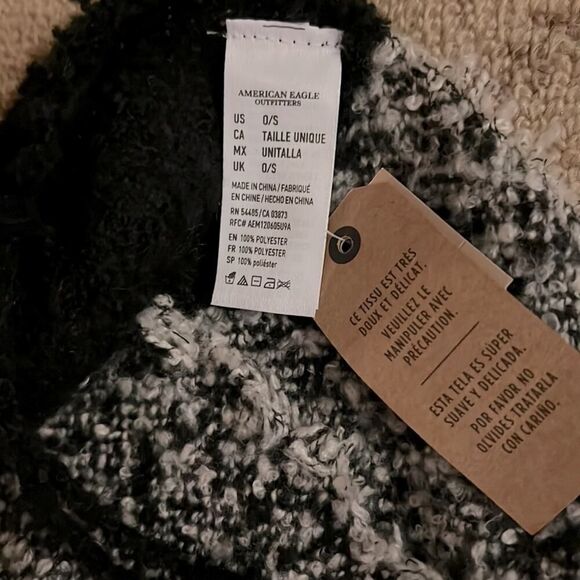 AMERICAN EAGLE
OUTFITTERS
US O/S
CA TAILLE UNIQUE
MX UNITALLA
UK O/S
MADE IN CHINA/FABRIQUÉ
EN CHINE/HECHO EN CHINA
RN 54485/CA 03873
RFC# AEM120605U9A
EN 100% POLYESTER
FR 100% POLYESTER
SP 100% poliéster
CE TISSU EST TRÈS
DOUX ET DÉLICAT,
VEUILLEZ LE
MANIPULER AVEC
PRÉCAUTION.
ESTA TELA ES SÚPER
SUAVE Y DELICADA.
POR FAVOR NO
OLVIDES TRATARLA
CON CARIÑO.